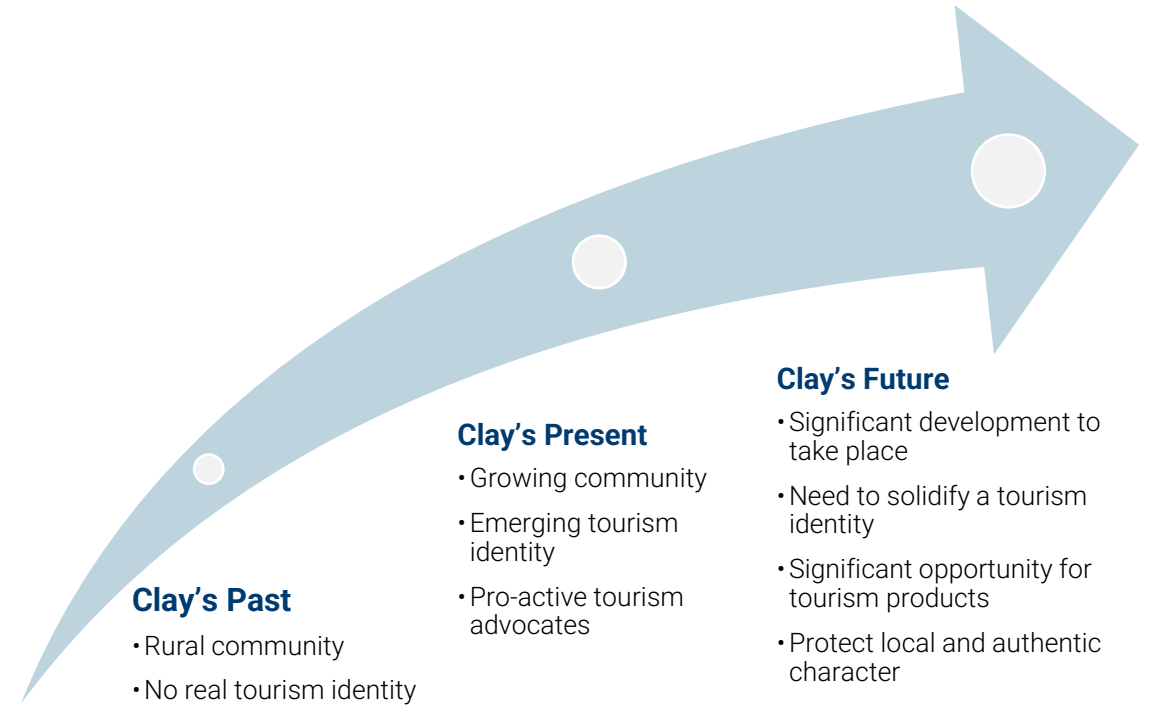 Clay’s Past
•Rural community
•No real tourism identity
Clay’s Present
•Growing community
•Emerging tourism
identity
•Pro-active tourism
advocates
Clay’s Future
•Significant development to
take place
•Need to solidify a tourism
identity
•Significant opportunity for
tourism products
•Protect local and authentic
character